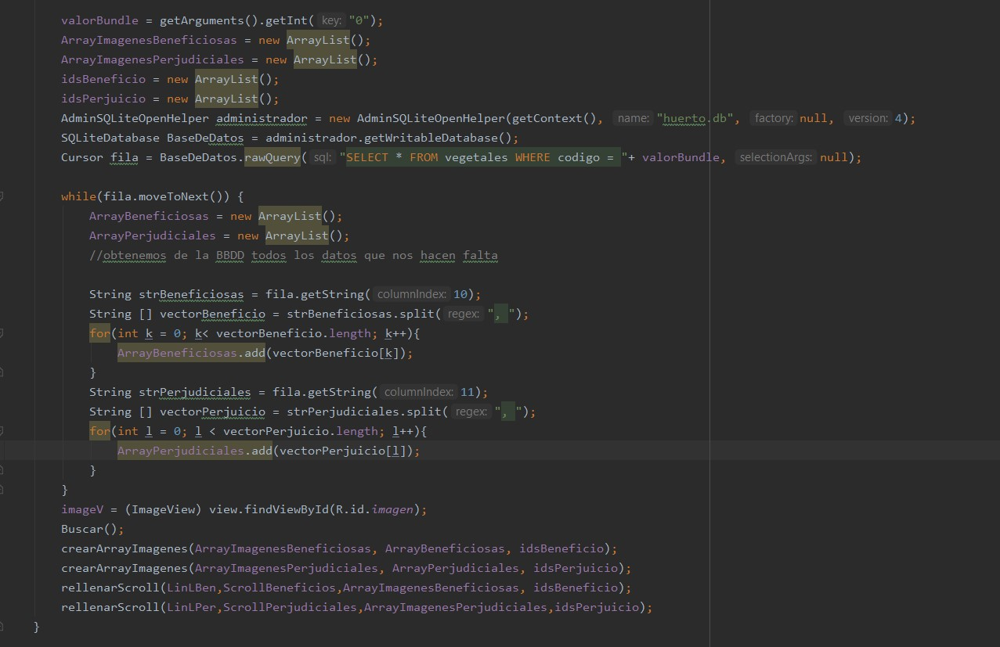 valorBundle = getArguments().getInt( key: "0");
ArrayImagenesBeneficiosas = new ArrayList();
ArrayImagenesPerjudiciales = new ArrayList();
idsBeneficio = new ArrayList();
idsPerjuicio = new ArrayList();
AdminSQLiteOpenHelper administrador = new AdminSQLiteOpenHelper(getContext(), name: "huerto.db", factory: null, version: 4);
SQLiteDatabase BaseDeDatos = administrador.getWritableDatabase();
Cursor fila = BaseDeDatos.rawQuery( sql: "SELECT * FROM vegetales WHERE codigo = "+ valorBundle, selectionArgs: null);
while(fila.moveToNext()) {
ArrayBeneficiosas = new ArrayList();
ArrayPerjudiciales = new ArrayList();
//obtenemos de la BBDD todos los datos que nos hacen falta
String strBeneficiosas = fila.getString( columnIndex: 10);
String [] vectorBeneficio = strBeneficiosas.split( regex: ", ");
for(int k = 0; k< vectorBeneficio.length; k++){
ArrayBeneficiosas.add(vectorBeneficio[k]);
}
String strPerjudiciales = fila.getString( columnIndex: 11);
String [] vectorPerjuicio = strPerjudiciales.split( regex: ", ");
for(int l = 0; l < vectorPerjuicio.length; l++){
ArrayPerjudiciales.add(vectorPerjuicio[l]);
}
}
imageV = (ImageView) view.findViewById(R.id.imagen);
Buscar();
crearArrayImagenes(ArrayImagenesBeneficiosas, ArrayBeneficiosas, idsBeneficio);
crearArrayImagenes(ArrayImagenesPerjudiciales, ArrayPerjudiciales, idsPerjuicio);
rellenarScroll(LinLBen,ScrollBeneficios,ArrayImagenesBeneficiosas, idsBeneficio);
rellenarScroll(LinLPer,ScrollPerjudiciales,ArrayImagenesPerjudiciales,idsPerjuicio);
}